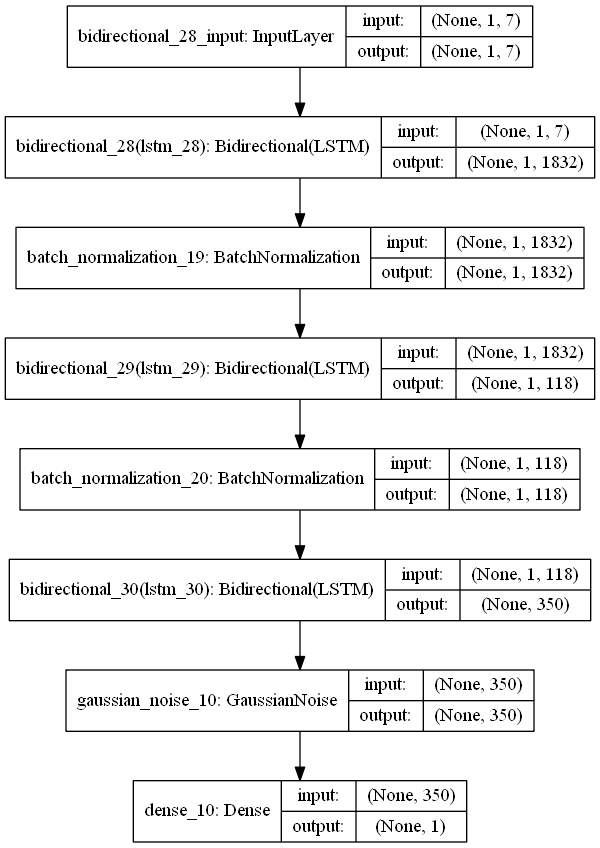 bidirectional_28_input: InputLayer input: (None, 1, 7)
output: (None, 1, 7)
bidirectional_28(lstm_28): Bidirectional(LSTM) input: (None, 1, 7)
output: (None, 1, 1832)
batch_normalization_19: BatchNormalization input: (None, 1, 1832)
output: (None, 1, 1832)
bidirectional_29(lstm_29): Bidirectional(LSTM) input: (None, 1, 1832)
output: (None, 1, 118)
batch_normalization_20: BatchNormalization input: (None, 1, 118)
output: (None, 1, 118)
bidirectional_30(lstm_30): Bidirectional(LSTM) input: (None, 1, 118)
output: (None, 350)
gaussian_noise_10: GaussianNoise input: (None, 350)
output: (None, 350)
dense_10: Dense input: (None, 350)
output: (None, 1)